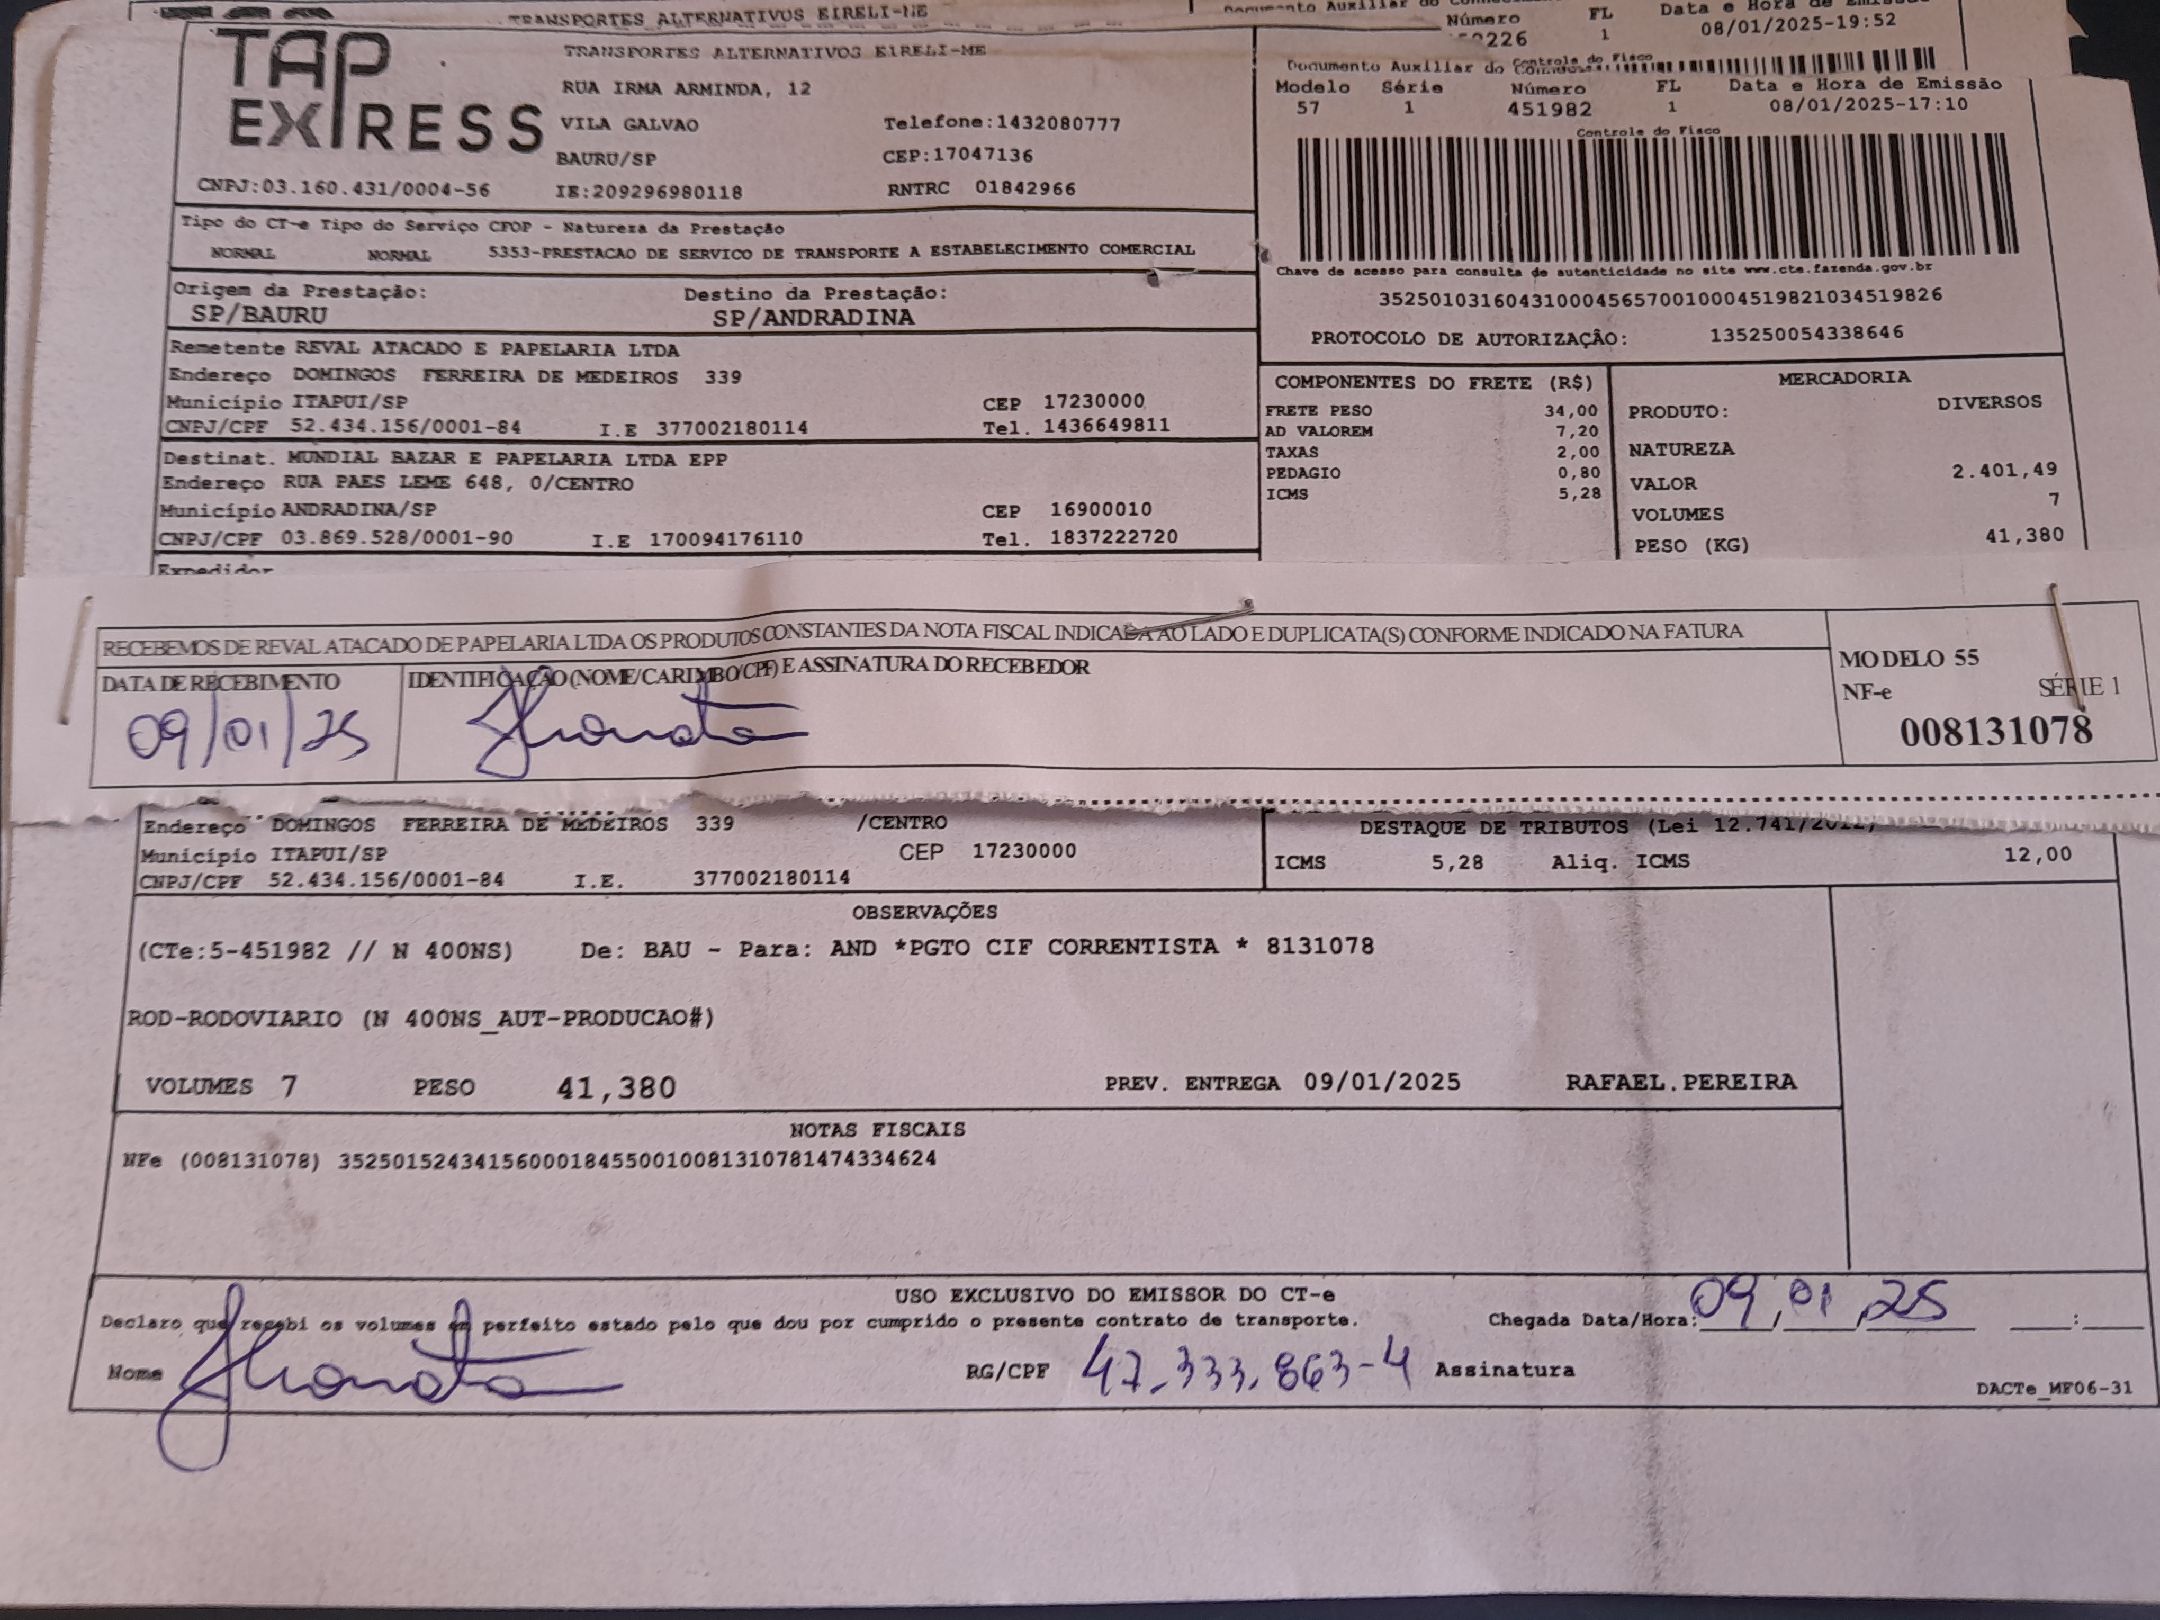 TRANSPORTES ALTERNATIVOS EIRELI-ME
Número FL Data e Hora de Emissão
1 08/01/2025-19:52
TAP EXPRESS
TRANSPORTES ALTERNATIVOS EIRELI-ME
RUA IRMA ARMINDA, 12
VILA GALVAO Telefone:1432080777
BAURU/SP CEP:17047136
CNPJ:03.160.431/0004-56 IE:209296980118 RNTRC 01842966
Documento Auxiliar do
Modelo Série Número FL Data e Hora de Emissão
57 1 451982 1 08/01/2025-17:10
Controle do Fisco
Chave de acesso para consulta de autenticidade no site www.cte.fazenda.gov.br
35250103160431000456570010004519821034519826
PROTOCOLO DE AUTORIZAÇÃO: 135250054338646
Tipo do CT-e Tipo do Serviço CFOP - Natureza da Prestação
NORMAL NORMAL 5353-PRESTACAO DE SERVICO DE TRANSPORTE A ESTABELECIMENTO COMERCIAL
Origem da Prestação: Destino da Prestação:
SP/BAURU SP/ANDRADINA
Remetente REVAL ATACADO E PAPELARIA LTDA
Endereço DOMINGOS FERREIRA DE MEDEIROS 339
Município ITAPUI/SP CEP 17230000
CNPJ/CPF 52.434.156/0001-84 I.E 377002180114 Tel. 1436649811
Destinat. MUNDIAL BAZAR E PAPELARIA LTDA EPP
Endereço RUA PAES LEME 648, 0/CENTRO
Município ANDRADINA/SP CEP 16900010
CNPJ/CPF 03.869.528/0001-90 I.E 170094176110 Tel. 1837222720
Expedidor
COMPONENTES DO FRETE (R$)
FRETE PESO 34,00
AD VALOREM 7,20
TAXAS 2,00
PEDAGIO 0,80
ICMS 5,28
MERCADORIA
PRODUTO: DIVERSOS
NATUREZA
VALOR 2.401,49
VOLUMES 7
PESO (KG) 41,380
RECEBEMOS DE REVAL ATACADO DE PAPELARIA LTDA OS PRODUTOS CONSTANTES DA NOTA FISCAL INDICADA AO LADO E DUPLICATA(S) CONFORME INDICADO NA FATURA
DATA DE RECEBIMENTO IDENTIFICAÇÃO (NOME/CARIMBO/CPF) E ASSINATURA DO RECEBEDOR
09/01/25 Jhonata
MODELO 55
NF-e SÉRIE 1
008131078
Endereço DOMINGOS FERREIRA DE MEDEIROS 339 /CENTRO
Município ITAPUI/SP CEP 17230000
CNPJ/CPF 52.434.156/0001-84 I.E. 377002180114
DESTAQUE DE TRIBUTOS (Lei 12.741/2012)
ICMS 5,28 Aliq. ICMS 12,00
OBSERVAÇÕES
(CTe:5-451982 // N 400NS) De: BAU - Para: AND *PGTO CIF CORRENTISTA * 8131078
ROD-RODOVIARIO (N 400NS_AUT-PRODUCAO#)
VOLUMES 7 PESO 41,380 PREV. ENTREGA 09/01/2025 RAFAEL.PEREIRA
NOTAS FISCAIS
NFe (008131078) 35250152434156000184550010081310781474334624
USO EXCLUSIVO DO EMISSOR DO CT-e
Declaro que recebi os volumes em perfeito estado pelo que dou por cumprido o presente contrato de transporte. Chegada Data/Hora: 09,01,25 :
Nome Jhonata RG/CPF 47.333.863-4 Assinatura
DACTe_MF06-31